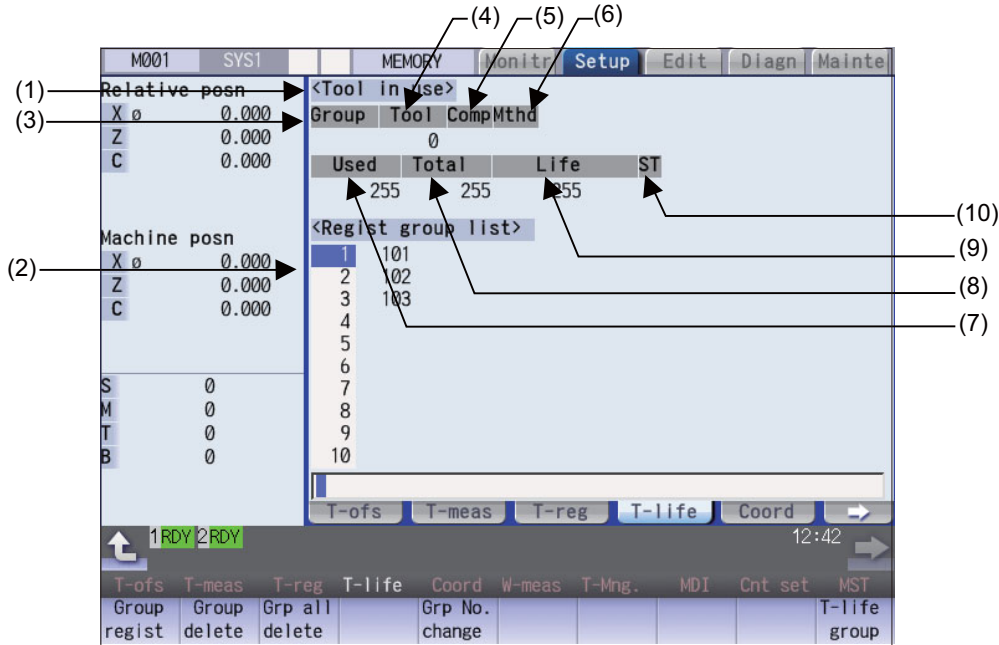 (4) (5) (6)
M001 SYS1 MEMORY Monitr Setup Edit Diagn Mainte
(1)
(3)
(2)
Relative posn
X ø 0.000
Z 0.000
C 0.000
Machine posn
X ø 0.000
Z 0.000
C 0.000
S 0
M 0
T 0
B 0
<Tool in use>
Group Tool Comp Mthd
0
Used Total Life ST
255 255 255
<Regist group list>
1 101
2 102
3 103
4
5
6
7
8
9
10
(10)
(9)
(8)
(7)
T-ofs T-meas T-reg T-life Coord
1 RDY 2 RDY 12:42
T-ofs T-meas T-reg T-life Coord W-meas T-Mng. MDI Cnt set MST
Group Group Grp all Grp No. T-life
regist delete delete change group